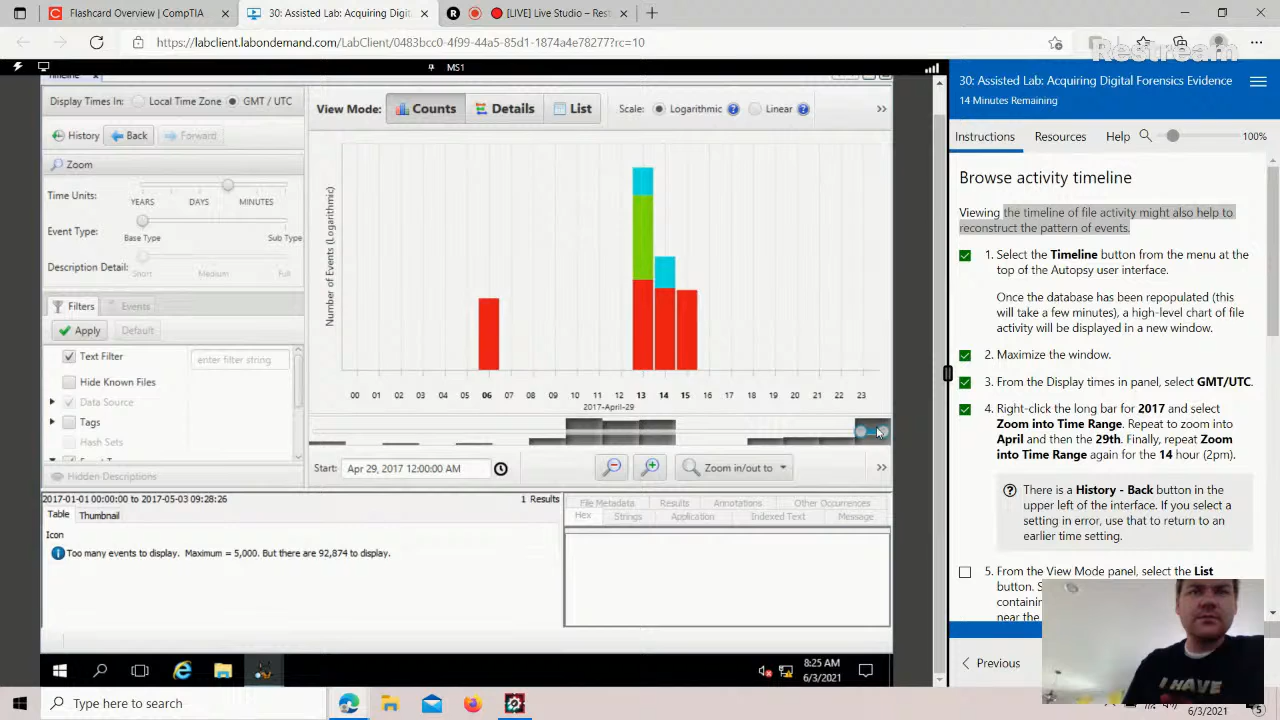 Flashcard Overview | CompTIA
30: Assisted Lab: Acquiring Digit
[LIVE] Live Studio – Rest
https://labclient.labondemand.com/LabClient/0483bcc0-4f99-4a45-85d1-1874a4e78277?rc=10
Restream
MS1
Timeline
Display Times In:
Local Time Zone
GMT / UTC
View Mode:
Counts
Details
List
Scale:
Logarithmic
Linear
History
Back
Forward
Zoom
Time Units:
YEARS
DAYS
MINUTES
Event Type:
Base Type
Sub Type
Description Detail:
Short
Medium
Full
Filters
Events
Apply
Default
Text Filter
enter filter string
Hide Known Files
Data Source
Tags
Hash Sets
Hidden Descriptions
Number of Events (Logarithmic)
00 01 02 03 04 05 06 07 08 09 10 11 12 13 14 15 16 17 18 19 20 21 22 23
2017-April-29
Start:
Apr 29, 2017 12:00:00 AM
Zoom in/out to
2017-01-01 00:00:00 to 2017-05-03 09:28:26
1 Results
Table
Thumbnail
Icon
Too many events to display. Maximum = 5,000. But there are 92,874 to display.
File Metadata
Results
Annotations
Other Occurrences
Hex
Strings
Application
Indexed Text
Message
8:25 AM
6/3/2021
30: Assisted Lab: Acquiring Digital Forensics Evidence
14 Minutes Remaining
Instructions
Resources
Help
100%
Browse activity timeline
Viewing the timeline of file activity might also help to
reconstruct the pattern of events.
1. Select the Timeline button from the menu at the
top of the Autopsy user interface.
Once the database has been repopulated (this
will take a few minutes), a high-level chart of file
activity will be displayed in a new window.
2. Maximize the window.
3. From the Display times in panel, select GMT/UTC.
4. Right-click the long bar for 2017 and select
Zoom into Time Range. Repeat to zoom into
April and then the 29th. Finally, repeat Zoom
into Time Range again for the 14 hour (2pm).
There is a History - Back button in the
upper left of the interface. If you select a
setting in error, use that to return to an
earlier time setting.
5. From the View Mode panel, select the List
button. S
containing
near the
Previous
I HAVE
Type here to search
6/3/2021
5